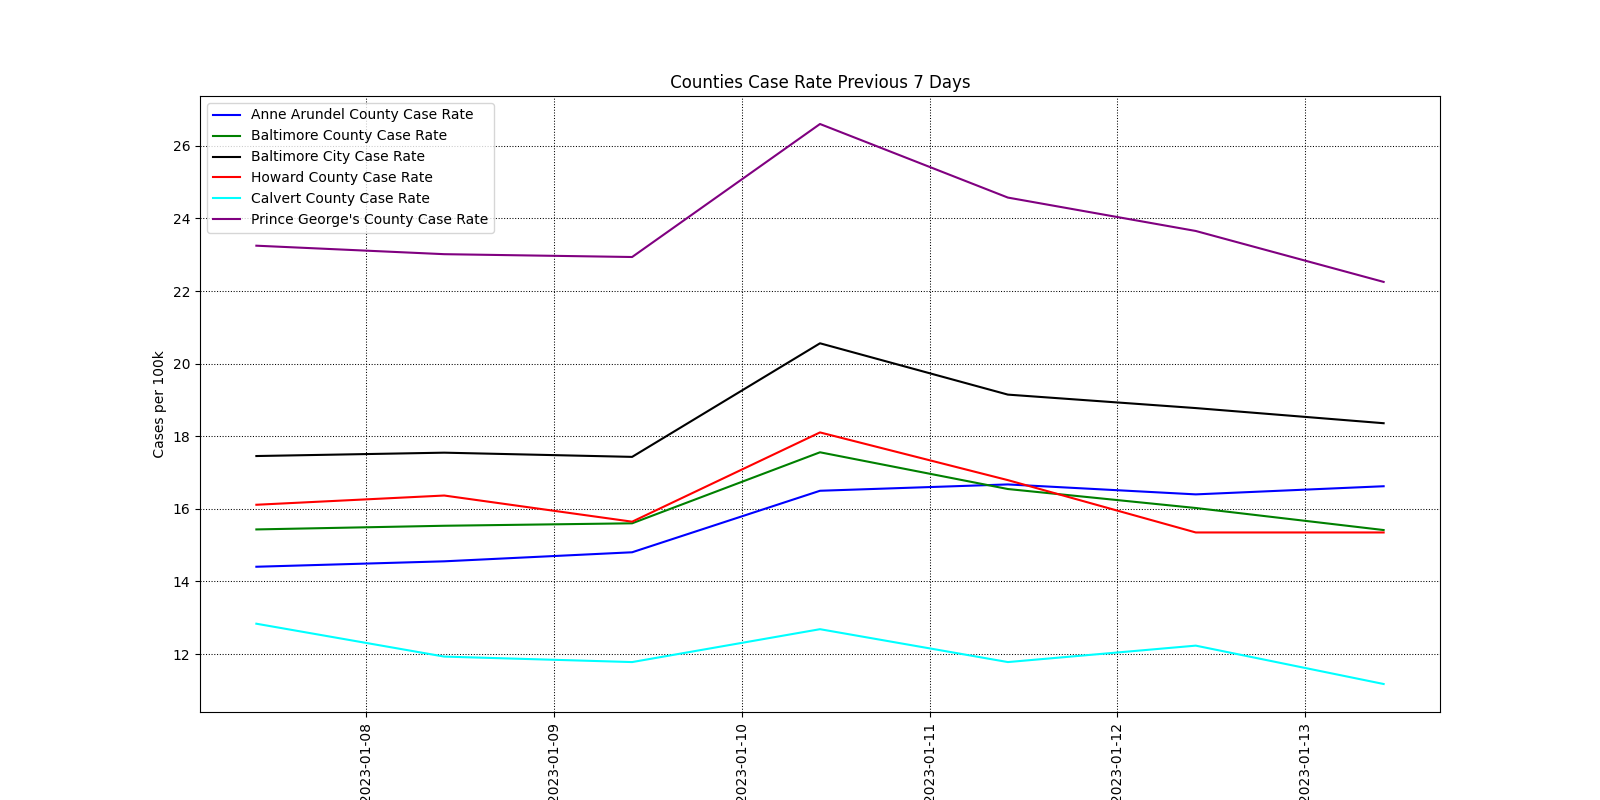 Counties Case Rate Previous 7 Days
Anne Arundel County Case Rate
Baltimore County Case Rate
Baltimore City Case Rate
Howard County Case Rate
Calvert County Case Rate
Prince George's County Case Rate
26
24
22
20
18
16
14
12
Cases per 100k
2023-01-08
2023-01-09
2023-01-10
2023-01-11
2023-01-12
2023-01-13